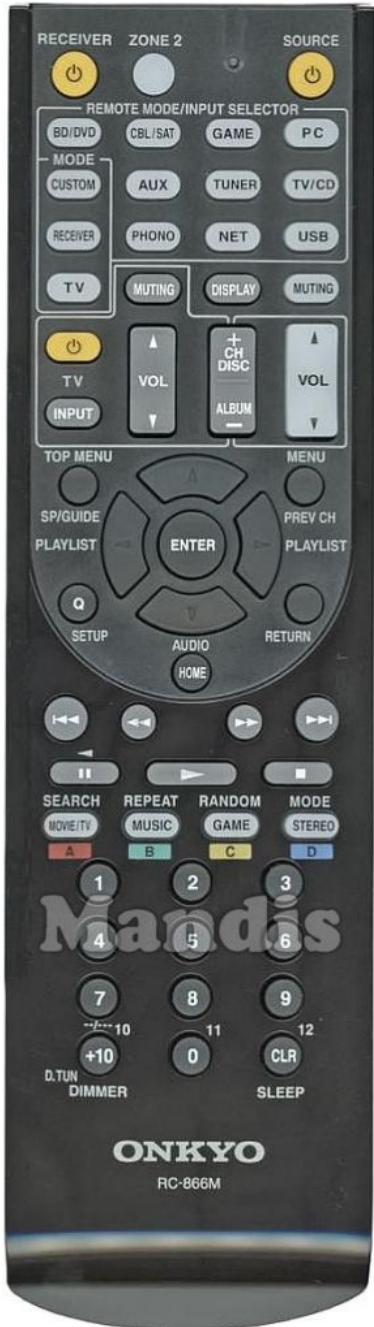 RECEIVER ZONE 2 SOURCE
REMOTE MODE/INPUT SELECTOR
BD/DVD CBL/SAT GAME PC
MODE
CUSTOM AUX TUNER TV/CD
RECEIVER PHONO NET USB
TV MUTING DISPLAY MUTING
+
CH
DISC
TV VOL VOL
INPUT ALBUM
-
TOP MENU MENU
SP/GUIDE PREV CH
PLAYLIST ENTER PLAYLIST
Q
SETUP AUDIO RETURN
HOME
SEARCH REPEAT RANDOM MODE
MOVIE/TV MUSIC GAME STEREO
A B C D
1 2 3
Mandis
4 5 6
7 8 9
--/--- 10 11 12
+10 0 CLR
D.TUN
DIMMER SLEEP
ONKYO
RC-866M